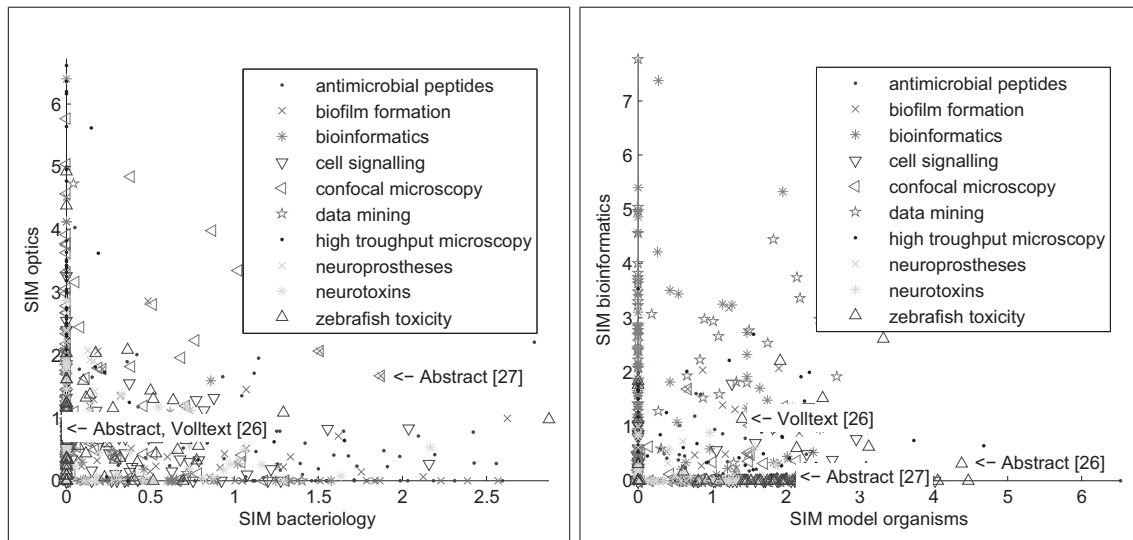 antimicrobial peptides
biofilm formation
bioinformatics
cell signalling
confocal microscopy
data mining
high troughput microscopy
neuroprostheses
neurotoxins
zebrafish toxicity
<– Abstract [27]
<– Abstract, Volltext [26]
SIM optics
6
5
4
3
2
1
0
0 0.5 1 1.5 2 2.5
SIM bacteriology
antimicrobial peptides
biofilm formation
bioinformatics
cell signalling
confocal microscopy
data mining
high troughput microscopy
neuroprostheses
neurotoxins
zebrafish toxicity
<– Volltext [26]
<– Abstract [26]
<– Abstract [27]
SIM bioinformatics
7
6
5
4
3
2
1
0
0 1 2 3 4 5 6
SIM model organisms